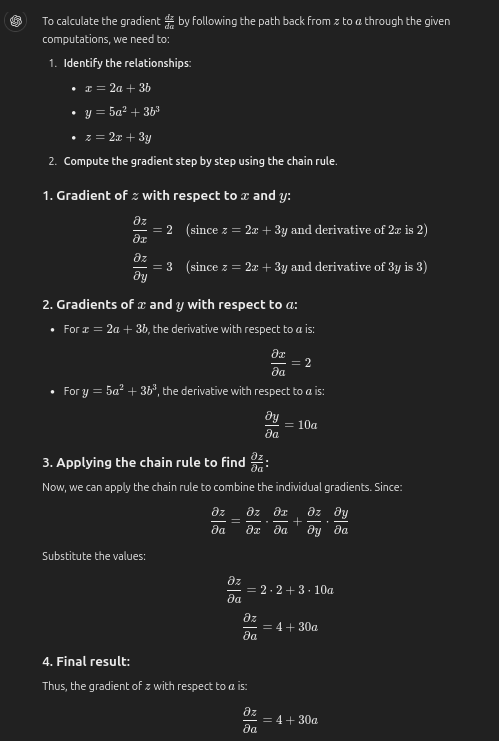 To calculate the gradient $\frac{dz}{da}$ by following the path back from $z$ to $a$ through the given
computations, we need to:
1. Identify the relationships:
• $x = 2a + 3b$
• $y = 5a^2 + 3b^3$
• $z = 2x + 3y$
2. Compute the gradient step by step using the chain rule.
1. Gradient of $z$ with respect to $x$ and $y$:
$\frac{\partial z}{\partial x} = 2$ (since $z = 2x + 3y$ and derivative of $2x$ is 2)
$\frac{\partial z}{\partial y} = 3$ (since $z = 2x + 3y$ and derivative of $3y$ is 3)
2. Gradients of $x$ and $y$ with respect to $a$:
• For $x = 2a + 3b$, the derivative with respect to $a$ is:
$\frac{\partial x}{\partial a} = 2$
• For $y = 5a^2 + 3b^3$, the derivative with respect to $a$ is:
$\frac{\partial y}{\partial a} = 10a$
3. Applying the chain rule to find $\frac{\partial z}{\partial a}$:
Now, we can apply the chain rule to combine the individual gradients. Since:
$\frac{\partial z}{\partial a} = \frac{\partial z}{\partial x} \cdot \frac{\partial x}{\partial a} + \frac{\partial z}{\partial y} \cdot \frac{\partial y}{\partial a}$
Substitute the values:
$\frac{\partial z}{\partial a} = 2 \cdot 2 + 3 \cdot 10a$
$\frac{\partial z}{\partial a} = 4 + 30a$
4. Final result:
Thus, the gradient of $z$ with respect to $a$ is:
$\frac{\partial z}{\partial a} = 4 + 30a$